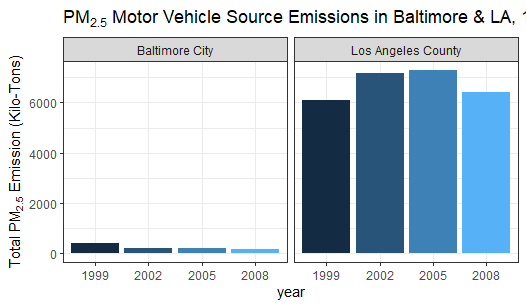 PM2.5 Motor Vehicle Source Emissions in Baltimore & LA, 1
Baltimore City
Los Angeles County
Total PM2.5 Emission (Kilo-Tons)
6000
4000
2000
0
1999 2002 2005 2008
1999 2002 2005 2008
year